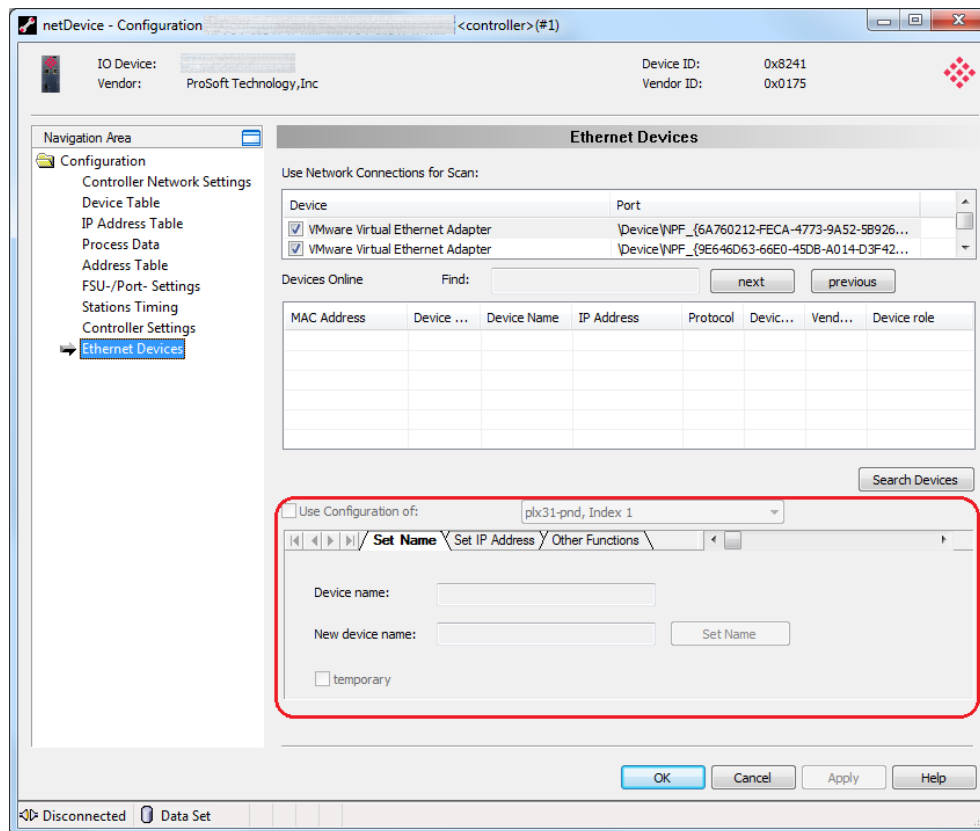 netDevice - Configuration <controller>(#1)
IO Device: Device ID: 0x8241
Vendor: ProSoft Technology,Inc Vendor ID: 0x0175
Navigation Area
Ethernet Devices
Configuration
Controller Network Settings
Device Table
IP Address Table
Process Data
Address Table
FSU-/Port- Settings
Stations Timing
Controller Settings
Ethernet Devices
Use Network Connections for Scan:
Device Port
VMware Virtual Ethernet Adapter \Device\NPF_{6A760212-FECA-4773-9A52-5B926...
VMware Virtual Ethernet Adapter \Device\NPF_{9E646D63-66E0-45DB-A014-D3F42...
Devices Online Find: next previous
MAC Address Device ... Device Name IP Address Protocol Devic... Vend... Device role
Search Devices
Use Configuration of: plx31-pnd, Index 1
Set Name Set IP Address Other Functions
Device name:
New device name: Set Name
temporary
OK Cancel Apply Help
Disconnected Data Set